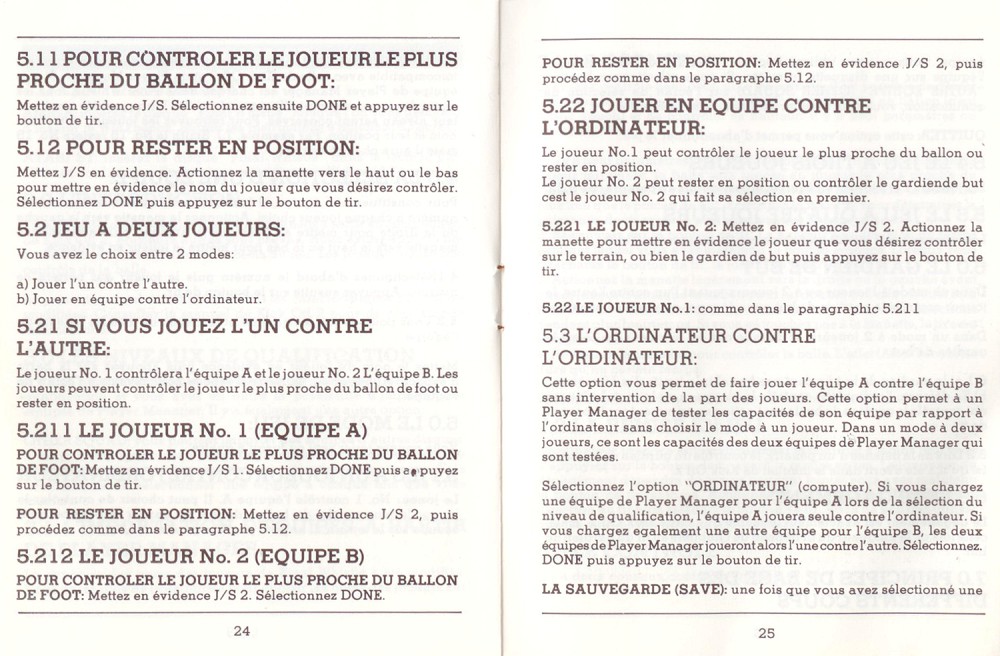 5.11 POUR CONTROLER LE JOUEUR LE PLUS
PROCHE DU BALLON DE FOOT:
Mettez en évidence J/S. Sélectionnez ensuite DONE et appuyez sur le
bouton de tir.
5.12 POUR RESTER EN POSITION:
Mettez J/S en évidence. Actionnez la manette vers le haut ou le bas
pour mettre en évidence le nom du joueur que vous désirez contrôler.
Sélectionnez DONE puis appuyez sur le bouton de tir.
5.2 JEU A DEUX JOUEURS:
Vous avez le choix entre 2 modes:
a) Jouer l'un contre l'autre.
b) Jouer en équipe contre l'ordinateur.
5.21 SI VOUS JOUEZ L'UN CONTRE
L'AUTRE:
Le joueur No. 1 contrôlera l'équipe A et le joueur No. 2 L'équipe B. Les
joueurs peuvent contrôler le joueur le plus proche du ballon de foot ou
rester en position.
5.211 LE JOUEUR No. 1 (EQUIPE A)
POUR CONTROLER LE JOUEUR LE PLUS PROCHE DU BALLON
DE FOOT: Mettez en évidence J/S 1. Sélectionnez DONE puis appuyez
sur le bouton de tir.
POUR RESTER EN POSITION: Mettez en évidence J/S 2, puis
procédez comme dans le paragraphe 5.12.
5.212 LE JOUEUR No. 2 (EQUIPE B)
POUR CONTROLER LE JOUEUR LE PLUS PROCHE DU BALLON
DE FOOT: Mettez en évidence J/S 2. Sélectionnez DONE.
24
POUR RESTER EN POSITION: Mettez en évidence J/S 2, puis
procédez comme dans le paragraphe 5.12.
5.22 JOUER EN EQUIPE CONTRE
L'ORDINATEUR:
Le joueur No.1 peut contrôler le joueur le plus proche du ballon ou
rester en position.
Le joueur No. 2 peut rester en position ou contrôler le gardiende but
cest le joueur No. 2 qui fait sa sélection en premier.
5.221 LE JOUEUR No. 2: Mettez en évidence J/S 2. Actionnez la
manette pour mettre en évidence le joueur que vous désirez contrôler
sur le terrain, ou bien le gardien de but puis appuyez sur le bouton de
tir.
5.22 LE JOUEUR No.1: comme dans le paragraphic 5.211
5.3 L'ORDINATEUR CONTRE
L'ORDINATEUR:
Cette option vous permet de faire jouer l'équipe A contre l'équipe B
sans intervention de la part des joueurs. Cette option permet à un
Player Manager de tester les capacités de son équipe par rapport à
l'ordinateur sans choisir le mode à un joueur. Dans un mode à deux
joueurs, ce sont les capacités des deux équipes de Player Manager qui
sont testées.
Sélectionnez l'option "ORDINATEUR" (computer). Si vous chargez
une équipe de Player Manager pour l'équipe A lors de la sélection du
niveau de qualification, l'équipe A jouera seule contre l'ordinateur. Si
vous chargez egalement une autre équipe pour l'équipe B, les deux
équipes de Player Manager joueront alors l'une contre l'autre. Sélectionnez.
DONE puis appuyez sur le bouton de tir.
LA SAUVEGARDE (SAVE): une fois que vous avez sélectionné une
25